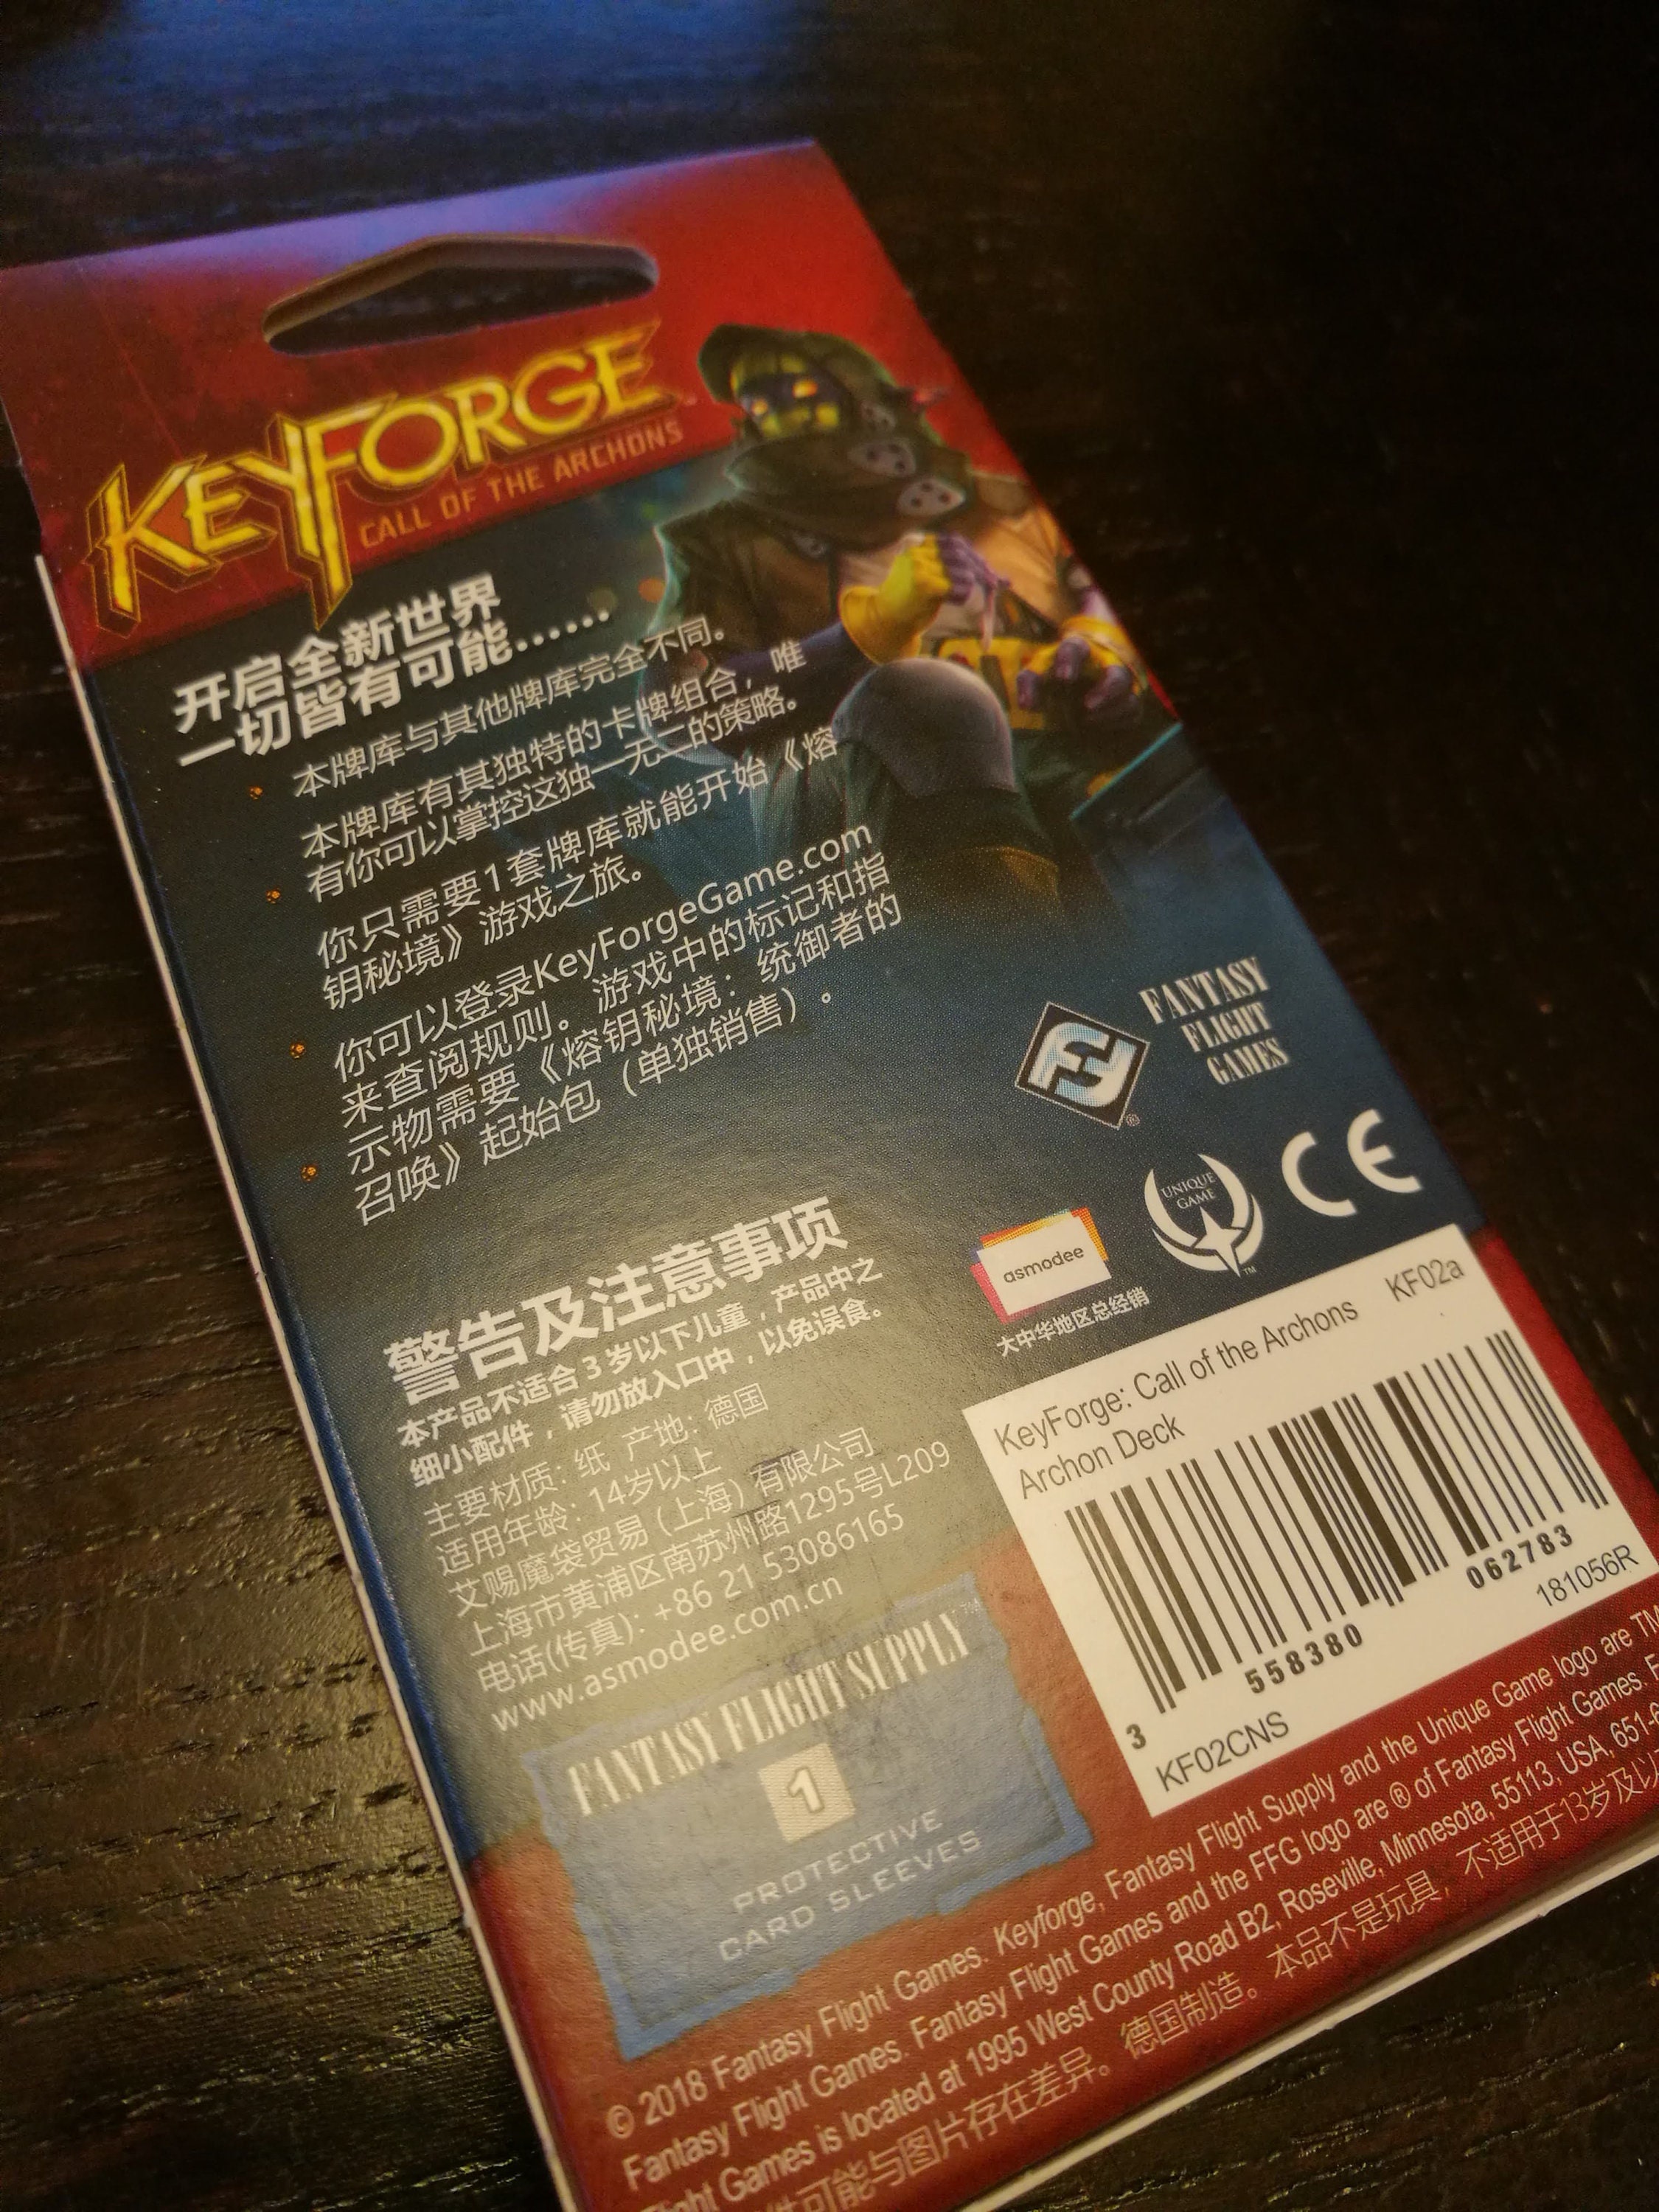 KEYFORGE
CALL OF THE ARCHONS
开启全新世界
一切皆有可能……
本牌库与其他牌库完全不同。
本牌库有其独特的卡牌组合，唯
有你可以掌控这独一无二的策略。
你只需要1套牌库就能开始《熔
钥秘境》游戏之旅。
你可以登录KeyForgeGame.com
来查阅规则。游戏中的标记和指
示物需要《熔钥秘境：统御者的
召唤》起始包（单独销售）。
FANTASY
FLIGHT
GAMES
®
UNIQUE
GAME
™
CE
asmodee
大中华地区总经销
警告及注意事项
本产品不适合3岁以下儿童，产品中之
细小配件，请勿放入口中，以免误食。
主要材质：纸 产地：德国
适用年龄：14岁以上
艾赐魔袋贸易（上海）有限公司
上海市黄浦区南苏州路1295号L209
电话(传真)：+86 21 53086165
www.asmodee.com.cn
KeyForge: Call of the Archons KF02a
Archon Deck
3 558380 062783
KF02CNS 181056R
FANTASY FLIGHT SUPPLY™
1
PROTECTIVE
CARD SLEEVES
© 2018 Fantasy Flight Games. Keyforge, Fantasy Flight Supply and the Unique Game logo are TM
Fantasy Flight Games. Fantasy Flight Games and the FFG logo are ® of Fantasy Flight Games.
Games is located at 1995 West County Road B2, Roseville, Minnesota, 55113, USA, 651-6
可能与图片存在差异。德国制造。本品不是玩具，不适用于13岁及以